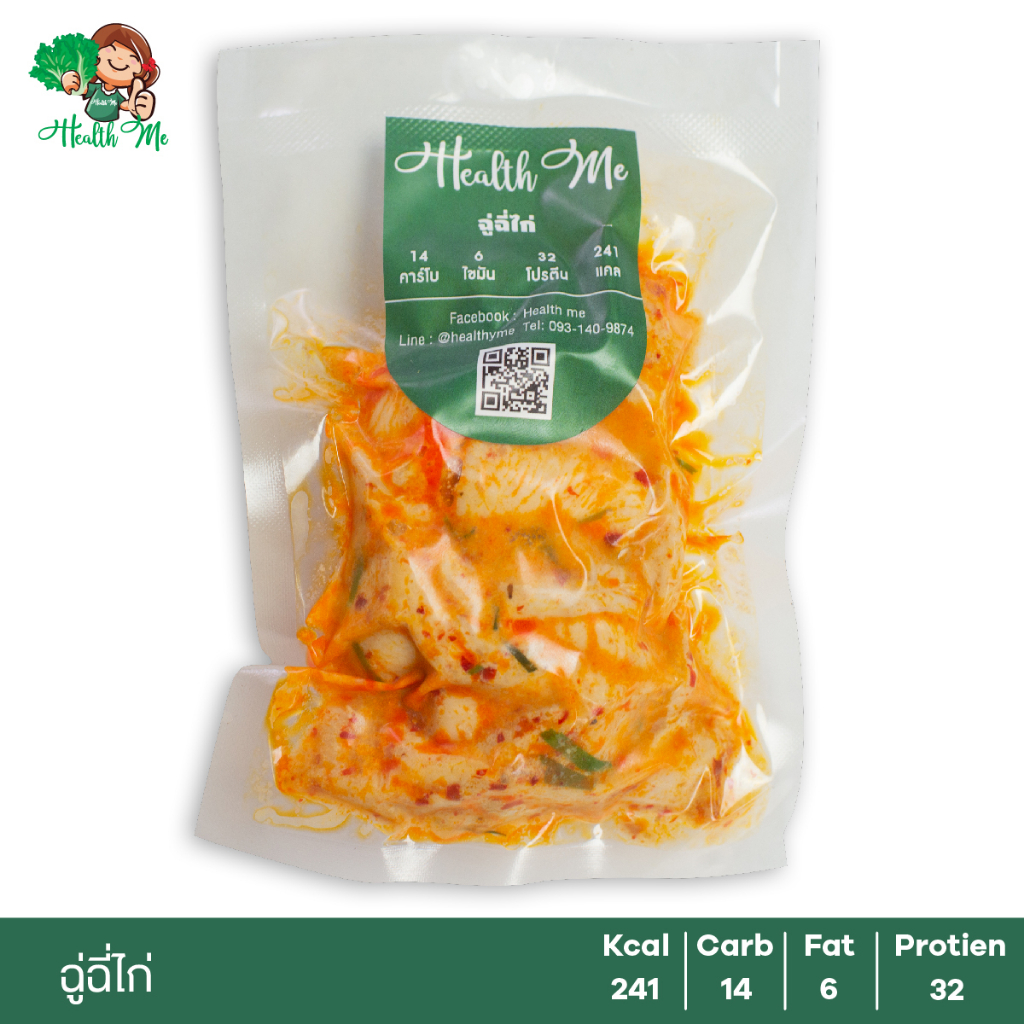 Health Me
Health Me
ฉู่ฉี่ไก่
14 6 32 241
คาร์โบ ไขมัน โปรตีน แคล
Facebook : Health me
Line : @healthyme Tel: 093-140-9874
ฉู่ฉี่ไก่
Kcal Carb Fat Protien
241 14 6 32